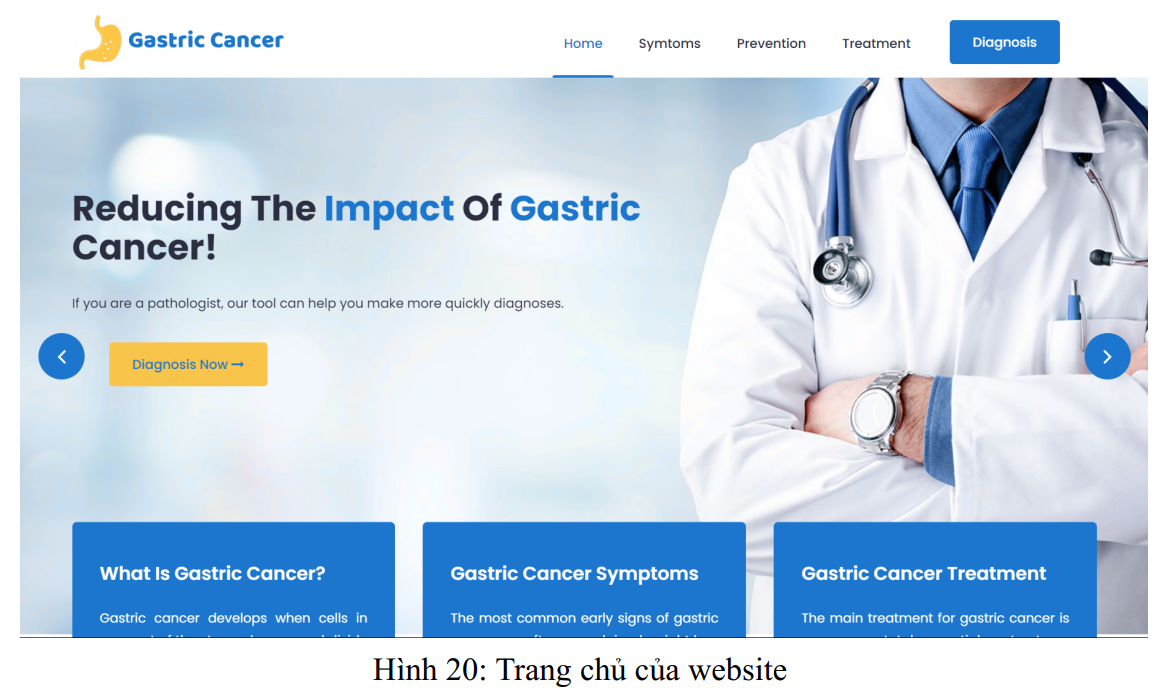 Gastric Cancer
Home Symtoms Prevention Treatment Diagnosis
Reducing The Impact Of Gastric
Cancer!
If you are a pathologist, our tool can help you make more quickly diagnoses.
Diagnosis Now
What Is Gastric Cancer?
Gastric cancer develops when cells in
Gastric Cancer Symptoms
The most common early signs of gastric
Gastric Cancer Treatment
The main treatment for gastric cancer is
Hình 20: Trang chủ của website